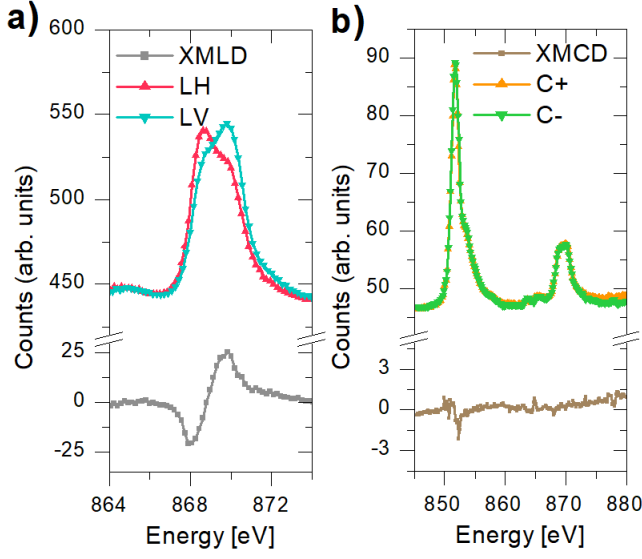 a)
600
XMLD
LH
LV
550
500
450
25
0
-25
Counts (arb. units)
864 868 872
Energy [eV]
b)
90
XMCD
C+
C-
80
70
60
50
3
0
-3
Counts (arb. units)
850 860 870 880
Energy [eV]